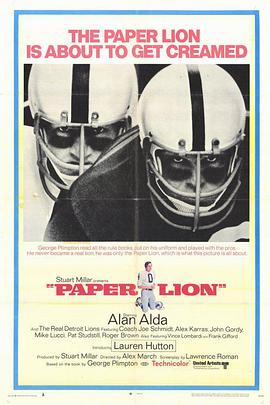 THE PAPER LION
IS ABOUT TO GET CREAMED
George Plimpton read all the rule books, put on his uniform and played with the pros.
He never became a real lion, he was only the Paper Lion, which is what this picture is all about.
Stuart Millar presents
"PAPER LION"
Alan Alda
And The Real Detroit Lions Featuring Coach Joe Schmidt, Alex Karras, John Gordy,
Mike Lucci, Pat Studstill, Roger Brown Also Featuring Vince Lombardi and Frank Gifford
Introducing Lauren Hutton
Produced by Stuart Millar Directed by Alex March Screenplay by Lawrence Roman
Based on the book by George Plimpton Technicolor United Artists